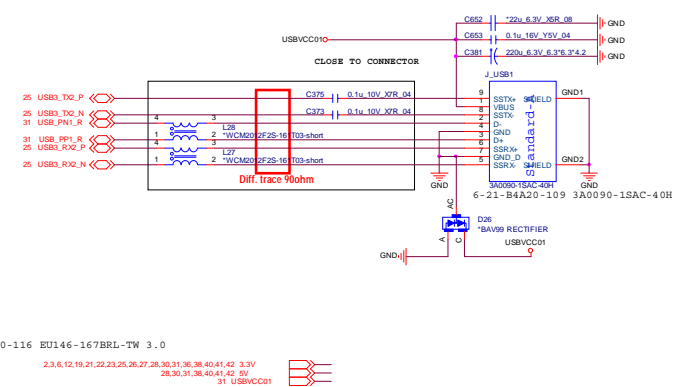 C652 *22u_6.3V_X5R_08 GND
USBVCC01 C653 0.1u_16V_Y5V_04 GND
C381 220u_6.3V_6.3*6.3*4.2 GND
CLOSE TO CONNECTOR
J_USB1
25 USB3_TX2_P C375 0.1u_10V_X7R_04 9 SSTX+ SHIELD GND1
1 VBUS
25 USB3_TX2_N C373 0.1u_10V_X7R_04 8 SSTX-
31 USB_PN1_R 4 3 2 D-
L28 4 GND
31 USB_PP1_R 1 2 *WCM2012F2S-161T03-short 3 D+
25 USB3_RX2_P 4 3 6 SSRX+
L27 7 GND_D
25 USB3_RX2_N 1 2 *WCM2012F2S-161T03-short 5 SSRX- SHIELD GND2
Standard-A
Diff. trace 90ohm
GND 3A0090-1SAC-40H GND
6-21-B4A20-109 3A0090-1SAC-40H
AC
D26
*BAV99 RECTIFIER
A C USBVCC01
GND
0-116 EU146-167BRL-TW 3.0
2,3,6,12,19,21,22,23,25,26,27,28,30,31,36,38,40,41,42 3.3V
28,30,31,38,40,41,42 5V
31 USBVCC01